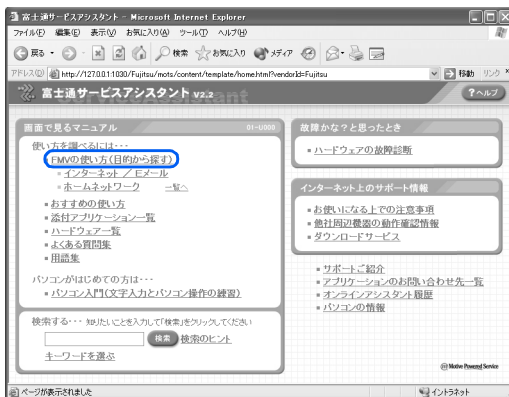 富士通サービスアシスタント - Microsoft Internet Explorer
ファイル(F) 編集(E) 表示(V) お気に入り(A) ツール(T) ヘルプ(H)
戻る 検索 お気に入り メディア
アドレス(D) http://127.0.0.1:1030/Fujitsu/mots/content/template/home.html?vendorId=Fujitsu 移動 リンク
富士通サービスアシスタント V2.2 ?ヘルプ
画面で見るマニュアル 01-U000
使い方を調べるには・・・
FMVの使い方(目的から探す)
インターネット / Eメール
ホームネットワーク 一覧へ
おすすめの使い方
添付アプリケーション一覧
ハードウェア一覧
よくある質問集
用語集
パソコンがはじめての方は・・・
パソコン入門(文字入力とパソコン操作の練習)
検索する・・・ 知りたいことを入力して「検索」をクリックしてください
検索 検索のヒント
キーワードを選ぶ
故障かな?と思ったとき
ハードウェアの故障診断
インターネット上のサポート情報
お使いになる上での注意事項
他社周辺機器の動作確認情報
ダウンロードサービス
サポートご紹介
アプリケーションのお問い合わせ先一覧
オンラインアシスタント履歴
パソコンの情報
Motive Powered Service
ページが表示されました イントラネット